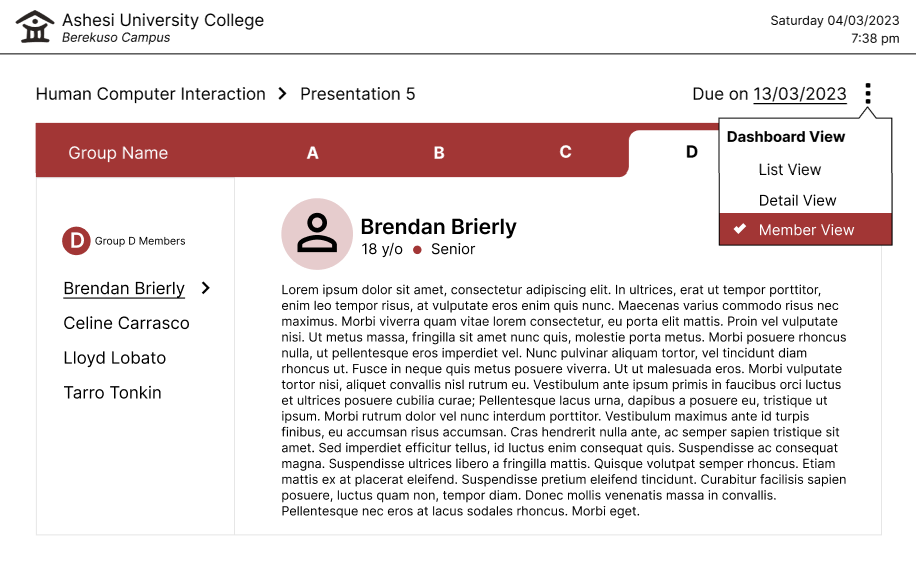 Ashesi University College
Berekuso Campus
Saturday 04/03/2023
7:38 pm
Human Computer Interaction > Presentation 5
Due on 13/03/2023
Dashboard View
List View
Detail View
Member View
Group Name A B C D
D Group D Members
Brendan Brierly >
Celine Carrasco
Lloyd Lobato
Tarro Tonkin
Brendan Brierly
18 y/o • Senior
Lorem ipsum dolor sit amet, consectetur adipiscing elit. In ultrices, erat ut tempor porttitor,
enim leo tempor risus, at vulputate eros enim quis nunc. Maecenas varius commodo risus nec
maximus. Morbi viverra quam vitae lorem consectetur, eu porta elit mattis. Proin vel vulputate
nisi. Ut metus massa, fringilla sit amet nunc quis, molestie porta metus. Morbi posuere rhoncus
nulla, ut pellentesque eros imperdiet vel. Nunc pulvinar aliquam tortor, vel tincidunt diam
rhoncus ut. Fusce in neque quis metus posuere viverra. Ut ut malesuada eros. Morbi vulputate
tortor nisi, aliquet convallis nisl rutrum eu. Vestibulum ante ipsum primis in faucibus orci luctus
et ultrices posuere cubilia curae; Pellentesque lacus urna, dapibus a posuere eu, tristique ut
ipsum. Morbi rutrum dolor vel nunc interdum porttitor. Vestibulum maximus ante id turpis
finibus, eu accumsan risus accumsan. Cras hendrerit nulla ante, ac semper sapien tristique sit
amet. Sed imperdiet efficitur tellus, id luctus enim consequat quis. Suspendisse ac consequat
magna. Suspendisse ultrices libero a fringilla mattis. Quisque volutpat semper rhoncus. Etiam
mattis ex at placerat eleifend. Suspendisse pretium eleifend tincidunt. Curabitur facilisis sapien
posuere, luctus quam non, tempor diam. Donec mollis venenatis massa in convallis.
Pellentesque nec eros at lacus sodales rhoncus. Morbi eget.